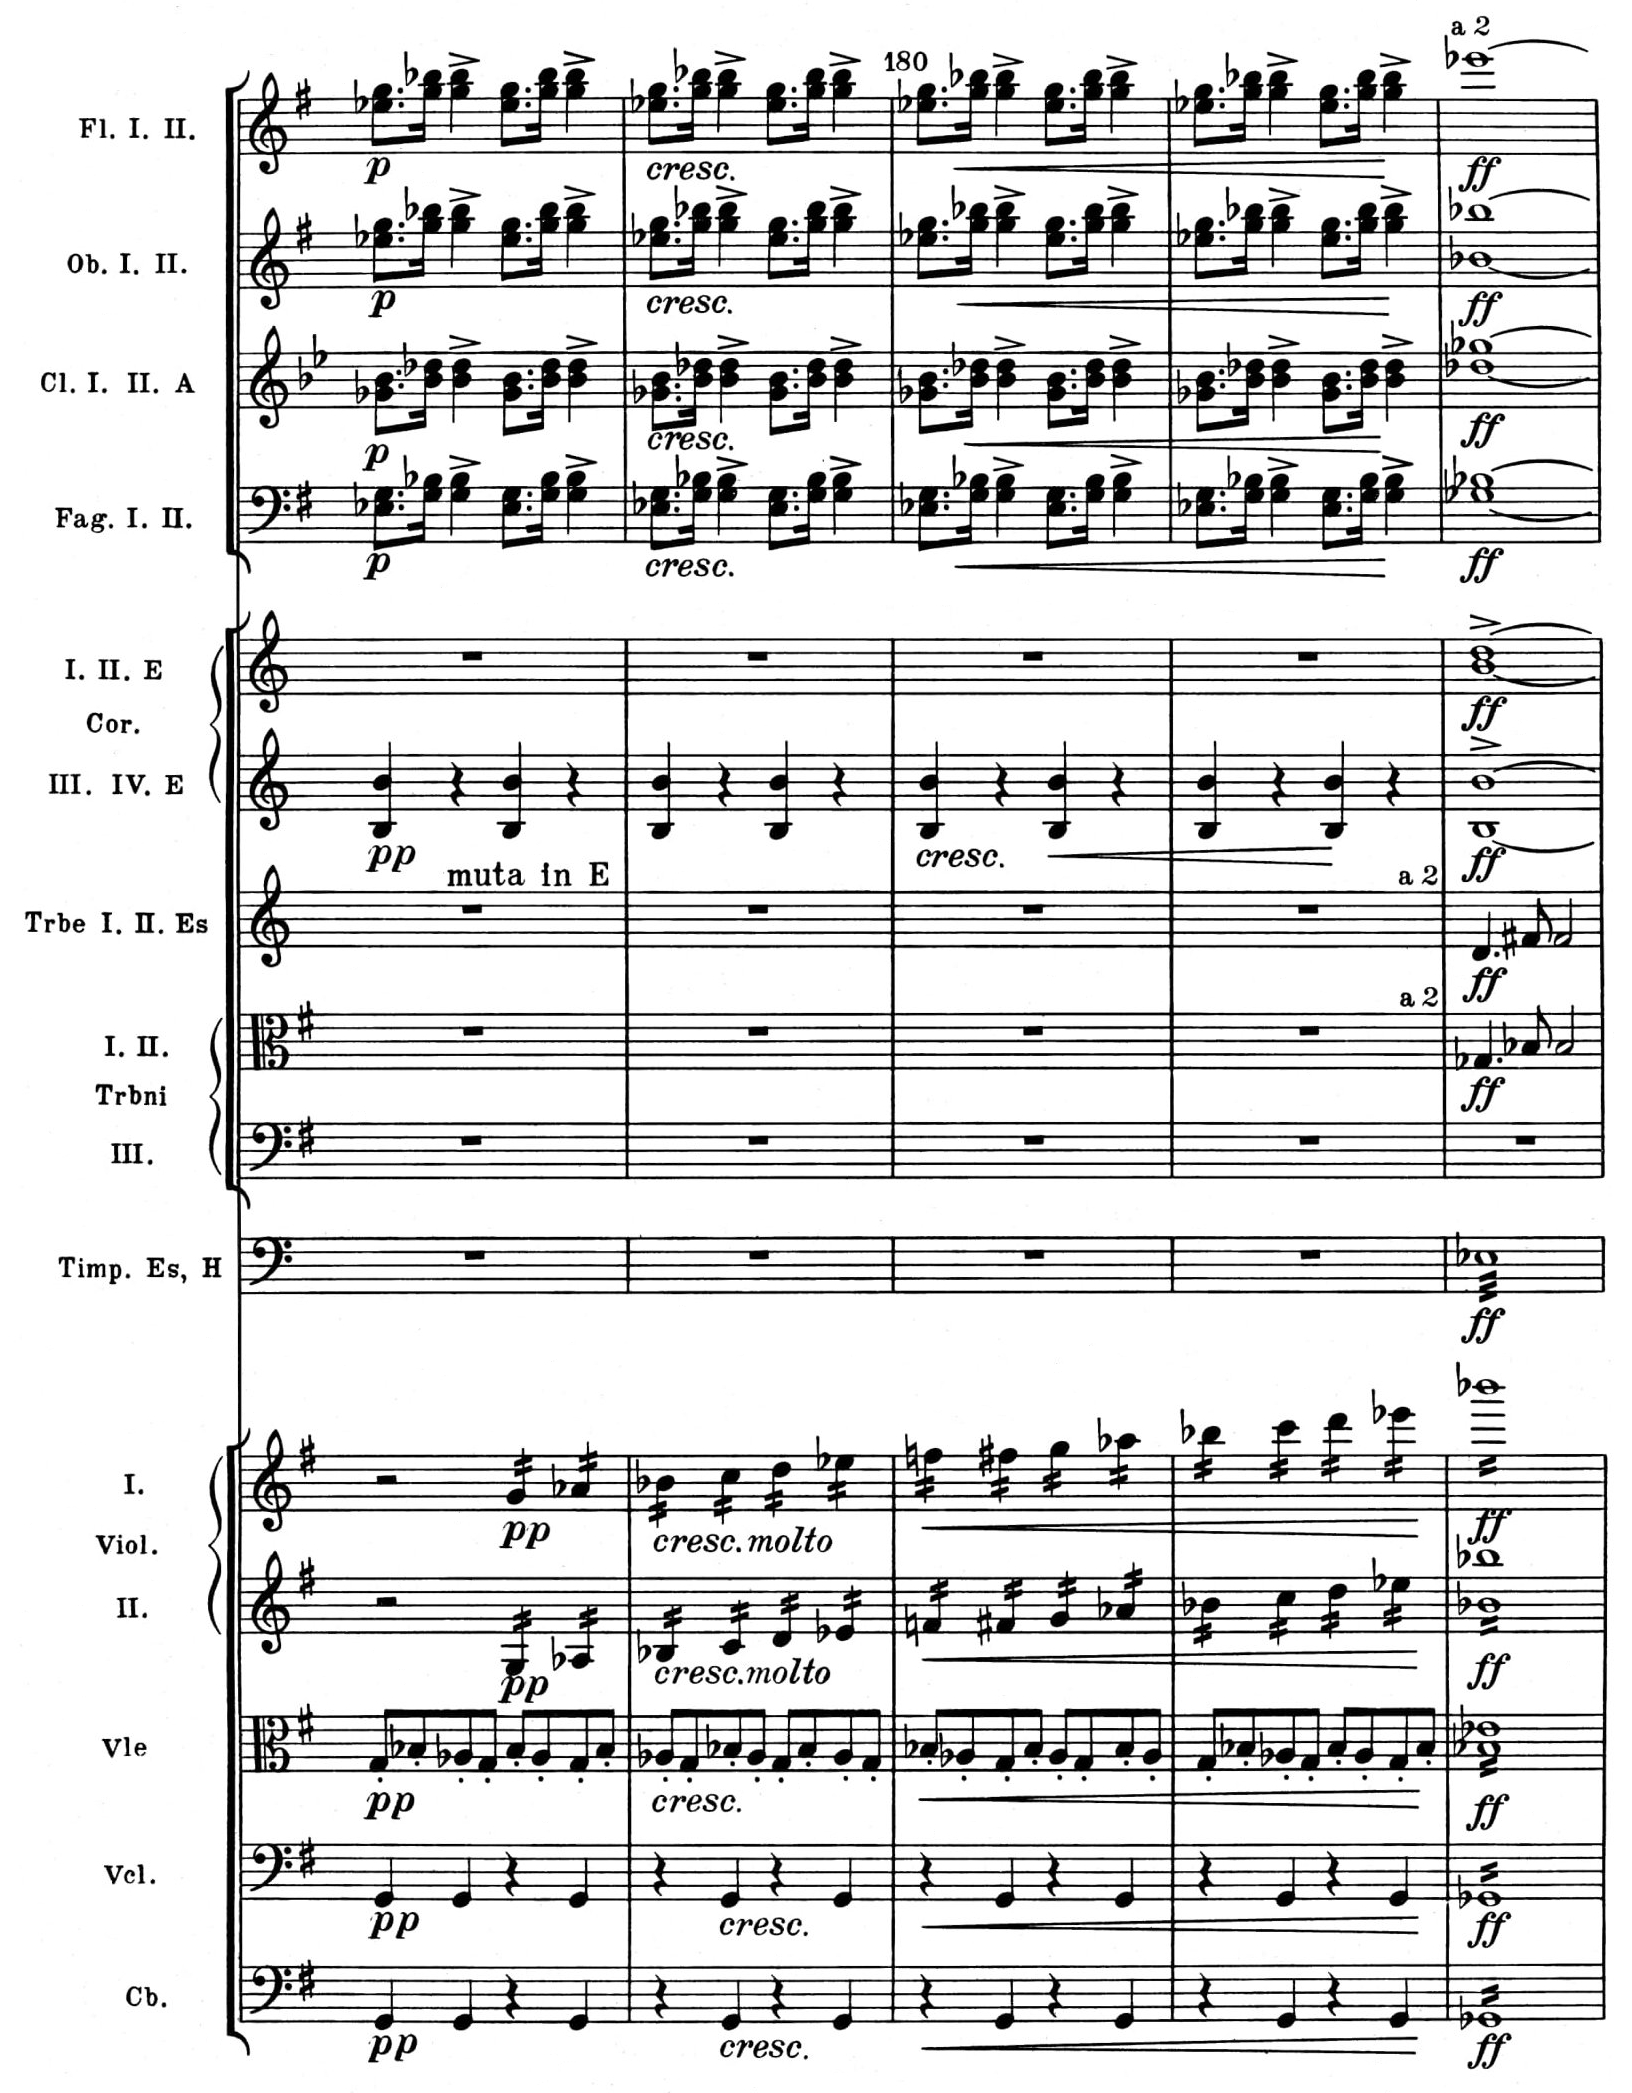 a 2
180
Fl. I. II.
p cresc. ff
Ob. I. II.
p cresc. ff
Cl. I. II. A
p cresc. ff
Fag. I. II.
p cresc. ff
I. II. E
ff
Cor.
III. IV. E
pp cresc. ff
muta in E a 2
Trbe I. II. Es
ff
a 2
I. II.
ff
Trbni
III.
Timp. Es, H
ff
I.
pp cresc. molto ff
Viol.
II.
pp cresc. molto ff
Vle
pp cresc. ff
Vcl.
pp cresc. ff
Cb.
pp cresc. ff